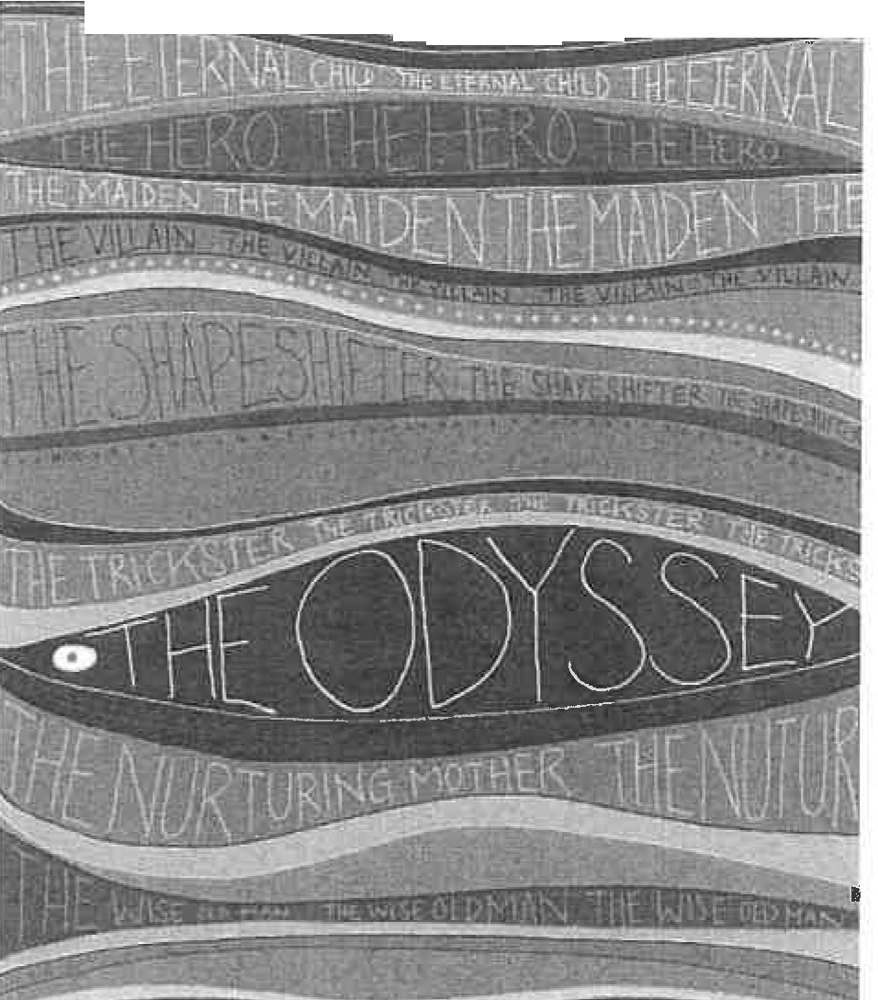 THE ETERNAL CHILD THE ETERNAL CHILD THE ETERNAL
THE HERO THE HERO THE HERO
THE MAIDEN THE MAIDEN THE MAIDEN THE
THE VILLAIN THE VILLAIN THE VILLAIN THE VILLAIN THE VILLAIN
THE SHAPESHIFTER THE SHAPESHIFTER THE SHAPESHIFTER
THE TRICKSTER THE TRICKSTER THE TRICKSTER THE TRICKS
THE ODYSSEY
THE NURTURING MOTHER THE NUTUR
THE WISE OLD MAN THE WISE OLD MAN THE WISE OLD MAN